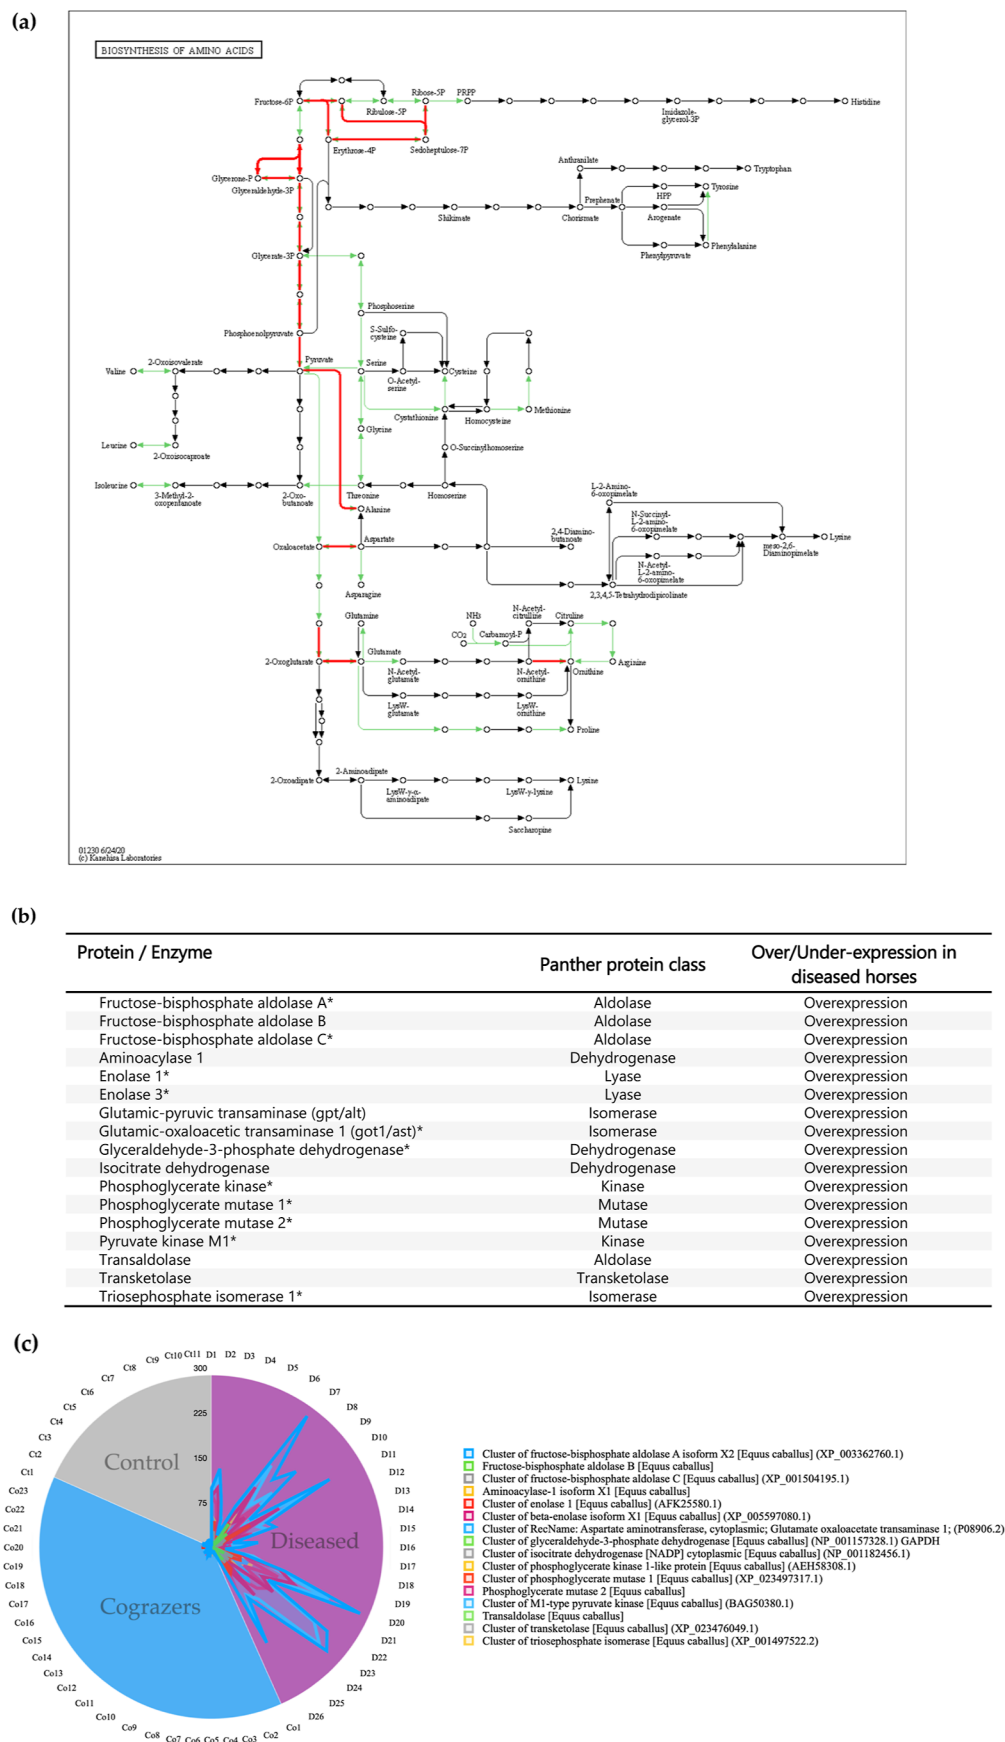 (a)
BIOSYNTHESIS OF AMINO ACIDS
Fructose-6P
Ribulose-5P
Ribose-5P
PRPP
Imidazole-
glycerol-3P
Histidine
Erythrose-4P
Sedoheptulose-7P
Glycerone-P
Glyceraldehyde-3P
Anthranilate
Tryptophan
Prephenate
HPP
Tyrosine
Shikimate
Chorismate
Arogenate
Phenylpyruvate
Phenylalanine
Glycerate-3P
Phosphoserine
Phosphoenolpyruvate
S-Sulfo-
cysteine
Pyruvate
Serine
O-Acetyl-
serine
Cysteine
Valine
2-Oxoisovalerate
Cystathionine
Homocysteine
Methionine
Glycine
Leucine
2-Oxoisocaproate
O-Succinylhomoserine
Isoleucine
3-Methyl-2-
oxopentanoate
2-Oxo-
butanoate
Threonine
Homoserine
Alanine
L-2-Amino-
6-oxopimelate
N-Succinyl-
L-2-amino-
6-oxopimelate
Oxaloacetate
Aspartate
2,4-Diamino-
butanoate
meso-2,6-
Diaminopimelate
Lysine
N-Acetyl-
L-2-amino-
6-oxopimelate
Asparagine
2,3,4,5-Tetrahydrodipicolinate
Glutamine
NH3
N-Acetyl-
citrulline
Citruline
CO2
Carbamoyl-P
2-Oxoglutarate
Glutamate
N-Acetyl-
glutamate
N-Acetyl-
ornithine
Ornithine
Arginine
LysW-
glutamate
LysW-
ornithine
Proline
2-Oxoadipate
2-Aminoadipate
LysW-γ-α-
aminoadipate
LysW-γ-lysine
Lysine
Saccharopine
01230 6/24/20
(c) Kanehisa Laboratories
(b)
Protein / Enzyme Panther protein class Over/Under-expression in
diseased horses
Fructose-bisphosphate aldolase A* Aldolase Overexpression
Fructose-bisphosphate aldolase B Aldolase Overexpression
Fructose-bisphosphate aldolase C* Aldolase Overexpression
Aminoacylase 1 Dehydrogenase Overexpression
Enolase 1* Lyase Overexpression
Enolase 3* Lyase Overexpression
Glutamic-pyruvic transaminase (gpt/alt) Isomerase Overexpression
Glutamic-oxaloacetic transaminase 1 (got1/ast)* Isomerase Overexpression
Glyceraldehyde-3-phosphate dehydrogenase* Dehydrogenase Overexpression
Isocitrate dehydrogenase Dehydrogenase Overexpression
Phosphoglycerate kinase* Kinase Overexpression
Phosphoglycerate mutase 1* Mutase Overexpression
Phosphoglycerate mutase 2* Mutase Overexpression
Pyruvate kinase M1* Kinase Overexpression
Transaldolase Aldolase Overexpression
Transketolase Transketolase Overexpression
Triosephosphate isomerase 1* Isomerase Overexpression
(c)
D1
D2
D3
D4
D5
D6
D7
D8
D9
D10
D11
D12
D13
D14
D15
D16
D17
D18
D19
D20
D21
D22
D23
D24
D25
D26
Co1
Co2
Co3
Co4
Co5
Co6
Co7
Co8
Co9
Co10
Co11
Co12
Co13
Co14
Co15
Co16
Co17
Co18
Co19
Co20
Co21
Co22
Co23
Ct1
Ct2
Ct3
Ct4
Ct5
Ct6
Ct7
Ct8
Ct9
Ct10
Ct11
300
225
150
75
Control
Diseased
Cograzers
Cluster of fructose-bisphosphate aldolase A isoform X2 [Equus caballus] (XP_003362760.1)
Fructose-bisphosphate aldolase B [Equus caballus]
Cluster of fructose-bisphosphate aldolase C [Equus caballus] (XP_001504195.1)
Aminoacylase-1 isoform X1 [Equus caballus]
Cluster of enolase 1 [Equus caballus] (AFK25580.1)
Cluster of beta-enolase isoform X1 [Equus caballus] (XP_005597080.1)
Cluster of RecName: Aspartate aminotransferase, cytoplasmic; Glutamate oxaloacetate transaminase 1; (P08906.2)
Cluster of glyceraldehyde-3-phosphate dehydrogenase [Equus caballus] (NP_001157328.1) GAPDH
Cluster of isocitrate dehydrogenase [NADP] cytoplasmic [Equus caballus] (NP_001182456.1)
Cluster of phosphoglycerate kinase 1-like protein [Equus caballus] (AEH58308.1)
Cluster of phosphoglycerate mutase 1 [Equus caballus] (XP_023497317.1)
Phosphoglycerate mutase 2 [Equus caballus]
Cluster of M1-type pyruvate kinase [Equus caballus] (BAG50380.1)
Transaldolase [Equus caballus]
Cluster of transketolase [Equus caballus] (XP_023476049.1)
Cluster of triosephosphate isomerase [Equus caballus] (XP_001497522.2)